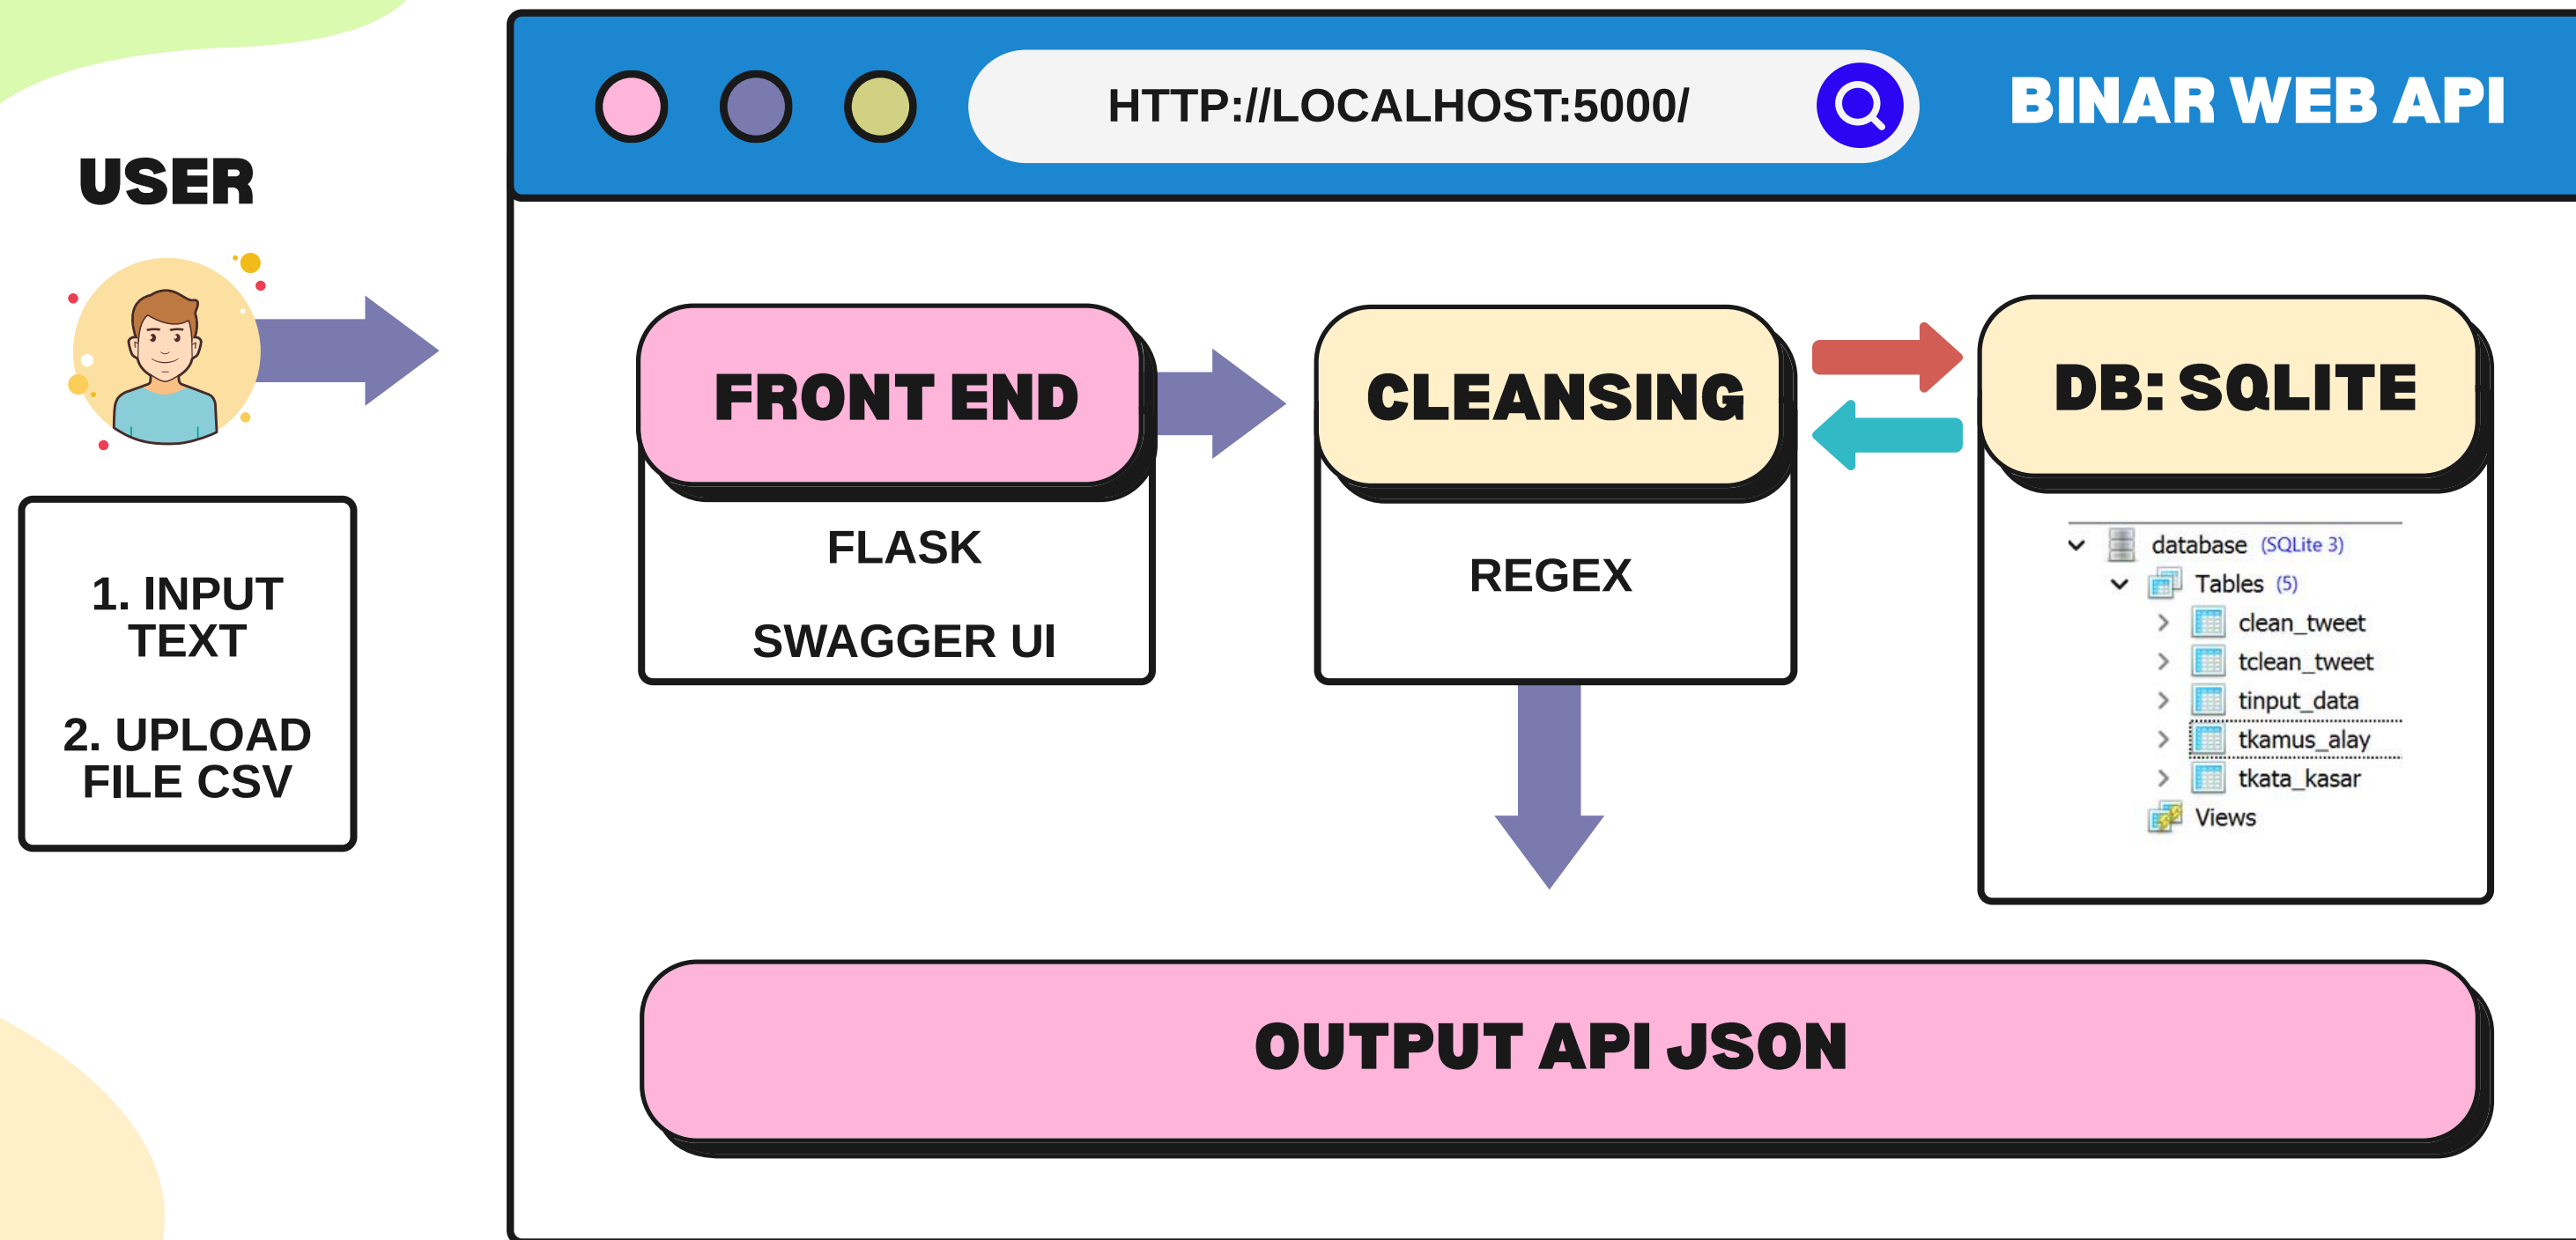 HTTP://LOCALHOST:5000/
BINAR WEB API
USER
1. INPUT
TEXT
2. UPLOAD
FILE CSV
FRONT END
FLASK
SWAGGER UI
CLEANSING
REGEX
DB: SQLITE
database (SQLite 3)
Tables (5)
clean_tweet
tclean_tweet
tinput_data
tkamus_alay
tkata_kasar
Views
OUTPUT API JSON